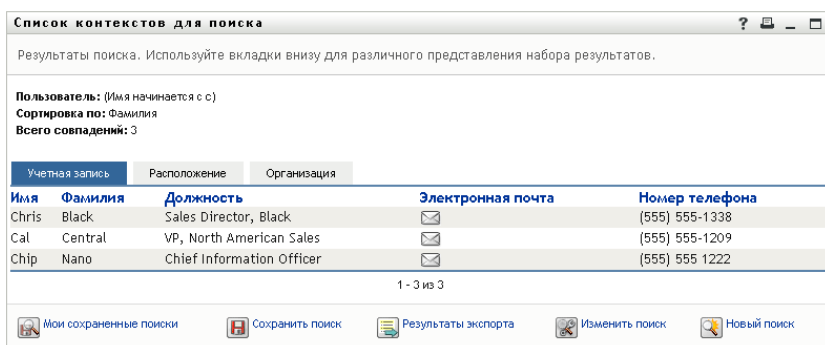 Список контекстов для поиска ?
Результаты поиска. Используйте вкладки внизу для различного представления набора результатов.
Пользователь: (Имя начинается с c)
Сортировка по: Фамилия
Всего совпадений: 3
Учетная запись Расположение Организация
Имя Фамилия Должность Электронная почта Номер телефона
Chris Black Sales Director, Black (555) 555-1338
Cal Central VP, North American Sales (555) 555-1209
Chip Nano Chief Information Officer (555) 555 1222
1 - 3 из 3
Мои сохраненные поиски Сохранить поиск Результаты экспорта Изменить поиск Новый поиск